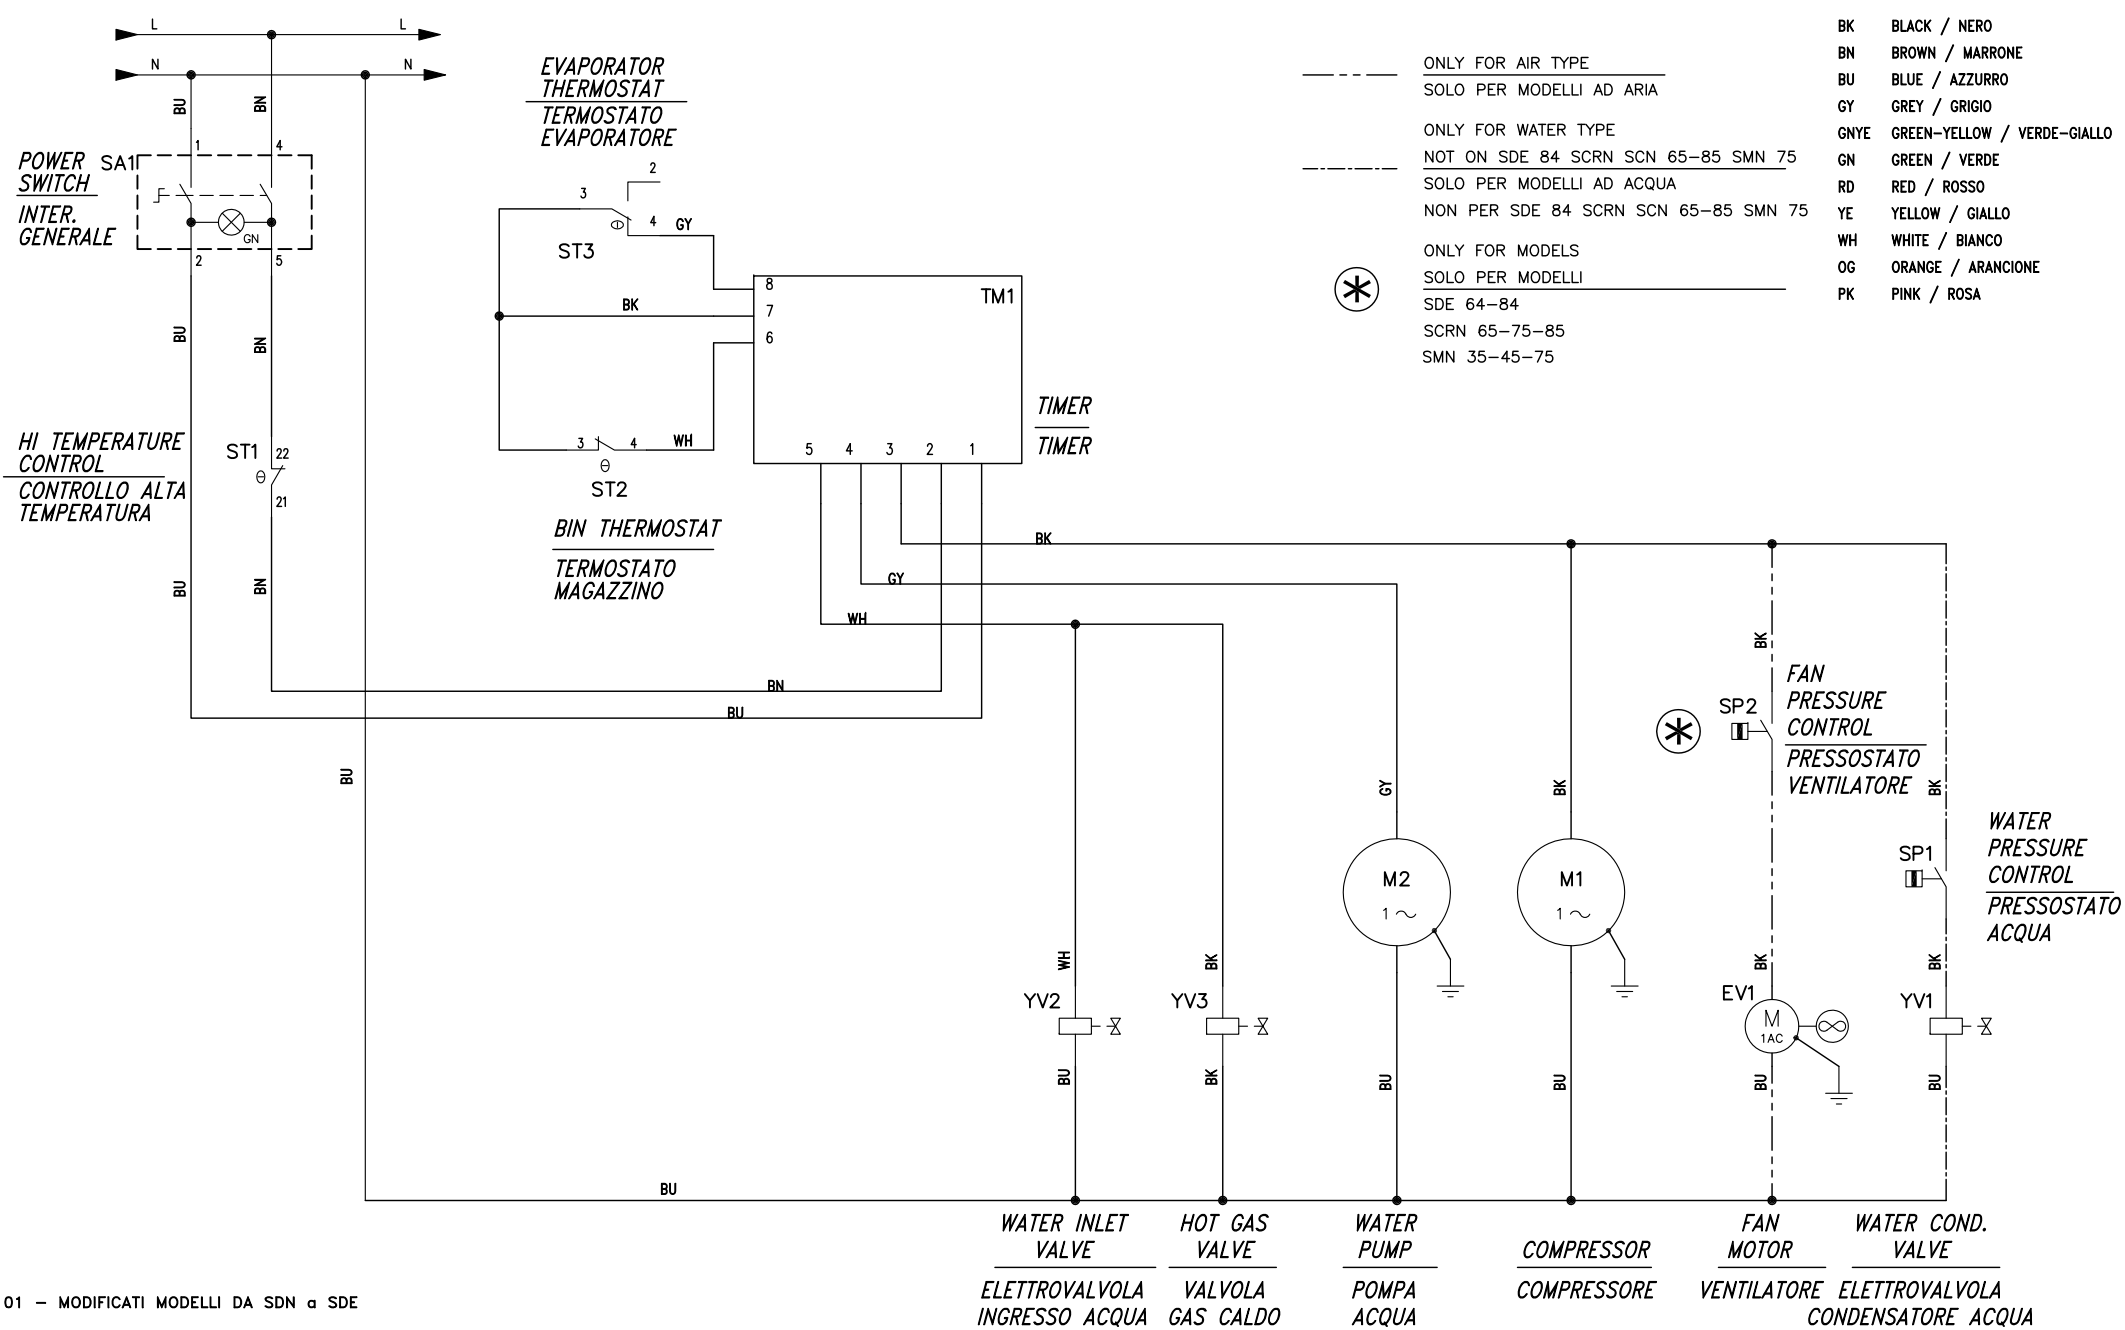 L
L
N
N
BU
BN
1
4
POWER
SWITCH
INTER.
GENERALE
SA1
GN
2
5
BU
BN
HI TEMPERATURE
CONTROL
CONTROLLO ALTA
TEMPERATURA
ST1
22
θ
21
BU
BN
BU
EVAPORATOR
THERMOSTAT
TERMOSTATO
EVAPORATORE
2
3
4
GY
θ
ST3
BK
3
4
WH
θ
ST2
BIN THERMOSTAT
TERMOSTATO
MAGAZZINO
8
7
6
TM1
5
4
3
2
1
TIMER
TIMER
BK
GY
WH
BN
BU
ONLY FOR AIR TYPE
SOLO PER MODELLI AD ARIA
ONLY FOR WATER TYPE
NOT ON SDE 84 SCRN SCN 65-85 SMN 75
SOLO PER MODELLI AD ACQUA
NON PER SDE 84 SCRN SCN 65-85 SMN 75
ONLY FOR MODELS
SOLO PER MODELLI
SDE 64-84
SCRN 65-75-85
SMN 35-45-75
BK BLACK / NERO
BN BROWN / MARRONE
BU BLUE / AZZURRO
GY GREY / GRIGIO
GNYE GREEN-YELLOW / VERDE-GIALLO
GN GREEN / VERDE
RD RED / ROSSO
YE YELLOW / GIALLO
WH WHITE / BIANCO
OG ORANGE / ARANCIONE
PK PINK / ROSA
BK
SP2
FAN
PRESSURE
CONTROL
PRESSOSTATO
VENTILATORE
GY
BK
BK
WATER
PRESSURE
CONTROL
PRESSOSTATO
ACQUA
SP1
M2
1 ~
M1
1 ~
WH
BK
BK
BK
YV2
YV3
EV1
M
1AC
YV1
BU
BK
BU
BU
BU
BU
BU
WATER INLET
VALVE
ELETTROVALVOLA
INGRESSO ACQUA
HOT GAS
VALVE
VALVOLA
GAS CALDO
WATER
PUMP
POMPA
ACQUA
COMPRESSOR
COMPRESSORE
FAN
MOTOR
VENTILATORE
WATER COND.
VALVE
ELETTROVALVOLA
CONDENSATORE ACQUA
01 - MODIFICATI MODELLI DA SDN a SDE